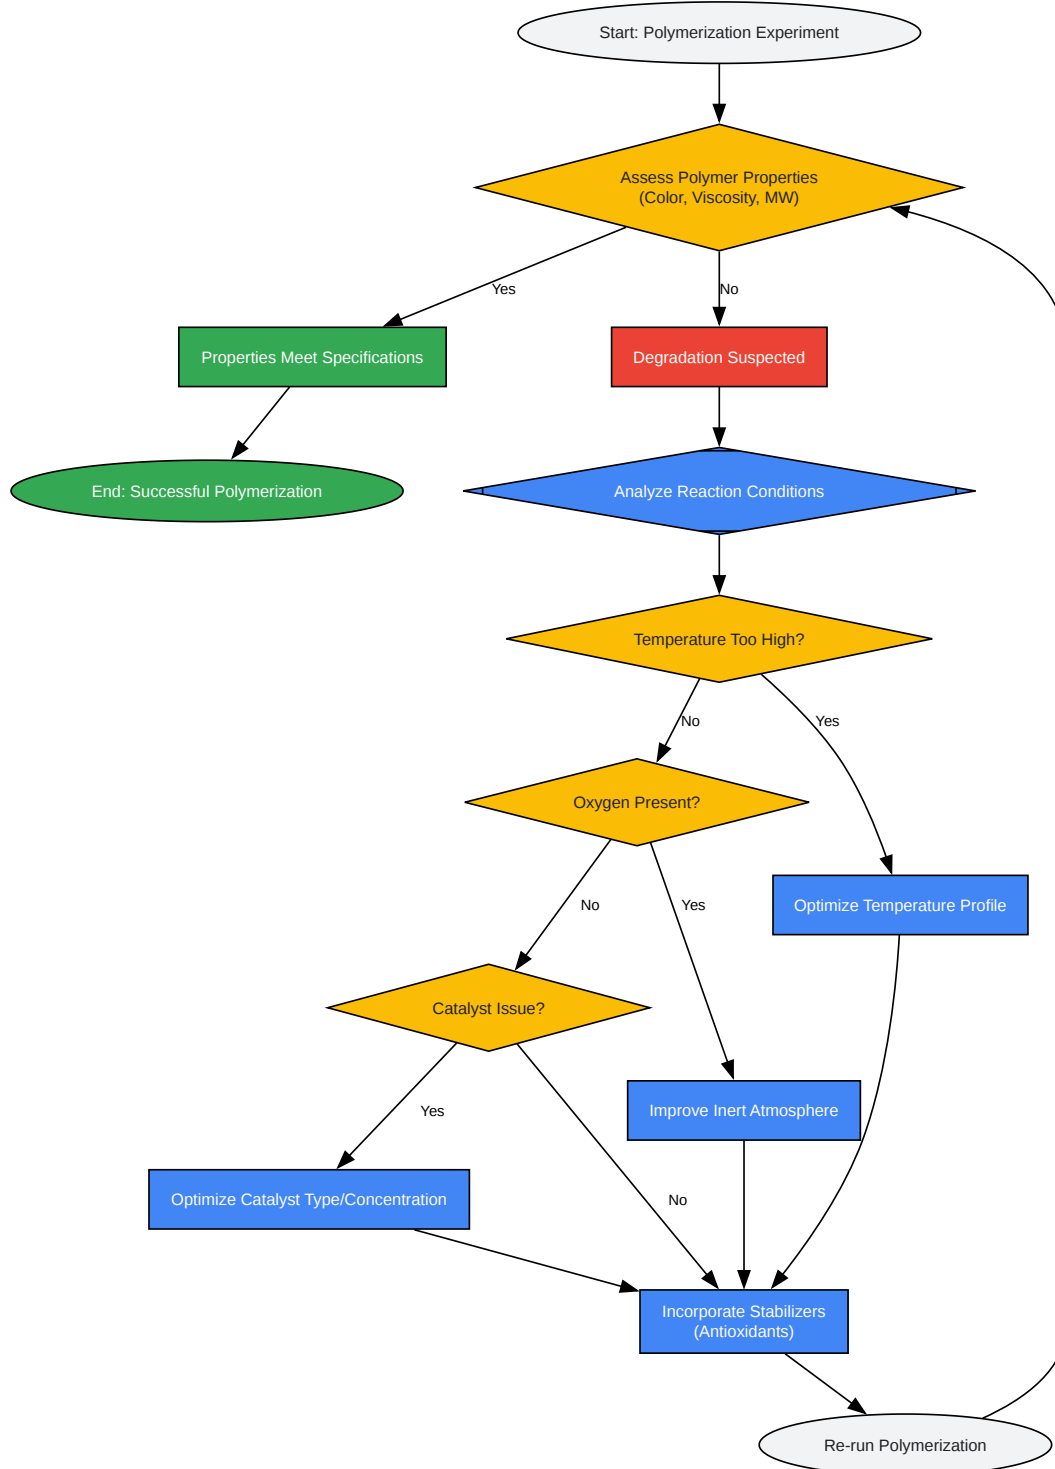 Start: Polymerization Experiment
Assess Polymer Properties
(Color, Viscosity, MW)
Yes
No
Properties Meet Specifications
Degradation Suspected
End: Successful Polymerization
Analyze Reaction Conditions
Temperature Too High?
No
Yes
Oxygen Present?
No
Yes
Optimize Temperature Profile
Catalyst Issue?
Yes
Improve Inert Atmosphere
Optimize Catalyst Type/Concentration
No
Incorporate Stabilizers
(Antioxidants)
Re-run Polymerization